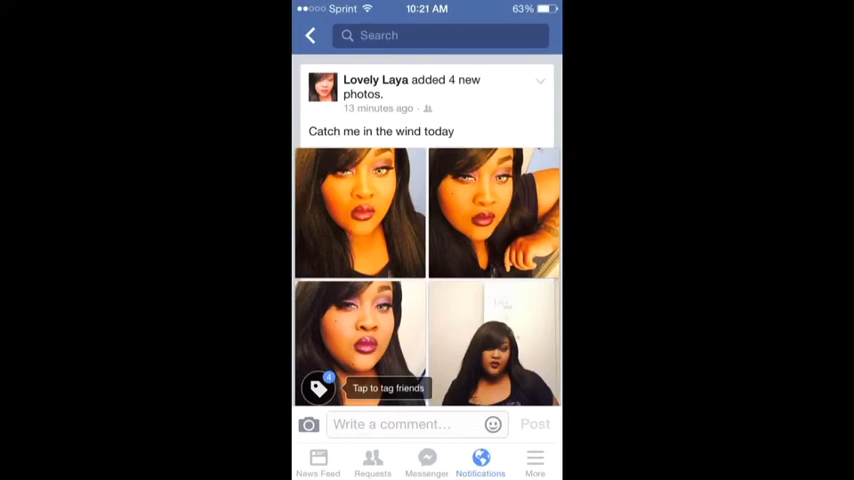 Sprint 10:21 AM 63%
Search
Lovely Laya added 4 new
photos.
13 minutes ago ·
Catch me in the wind today
4
Tap to tag friends
Write a comment... Post
News Feed Requests Messenger Notifications More